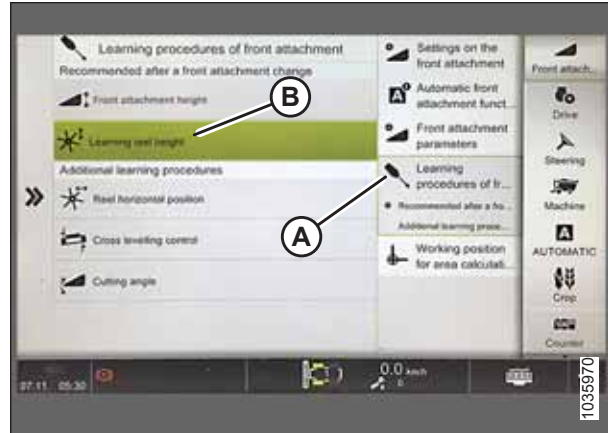 Learning procedures of front attachment
Recommended after a front attachment change
Front attachment height
B
Learning reel height
Additional learning procedures
Reel horizontal position
Cross levelling control
Cutting angle
Settings on the
front attachment
Automatic front
attachment funct...
Front attachment
parameters
Learning
procedures of fr...
Recommended after a fro...
Additional learning proce...
A
Working position
for area calculati...
Front attach...
Drive
Steering
Machine
A
AUTOMATIC
Crop
Counter
07.11 05:30
0.0 km/h
0
1035970